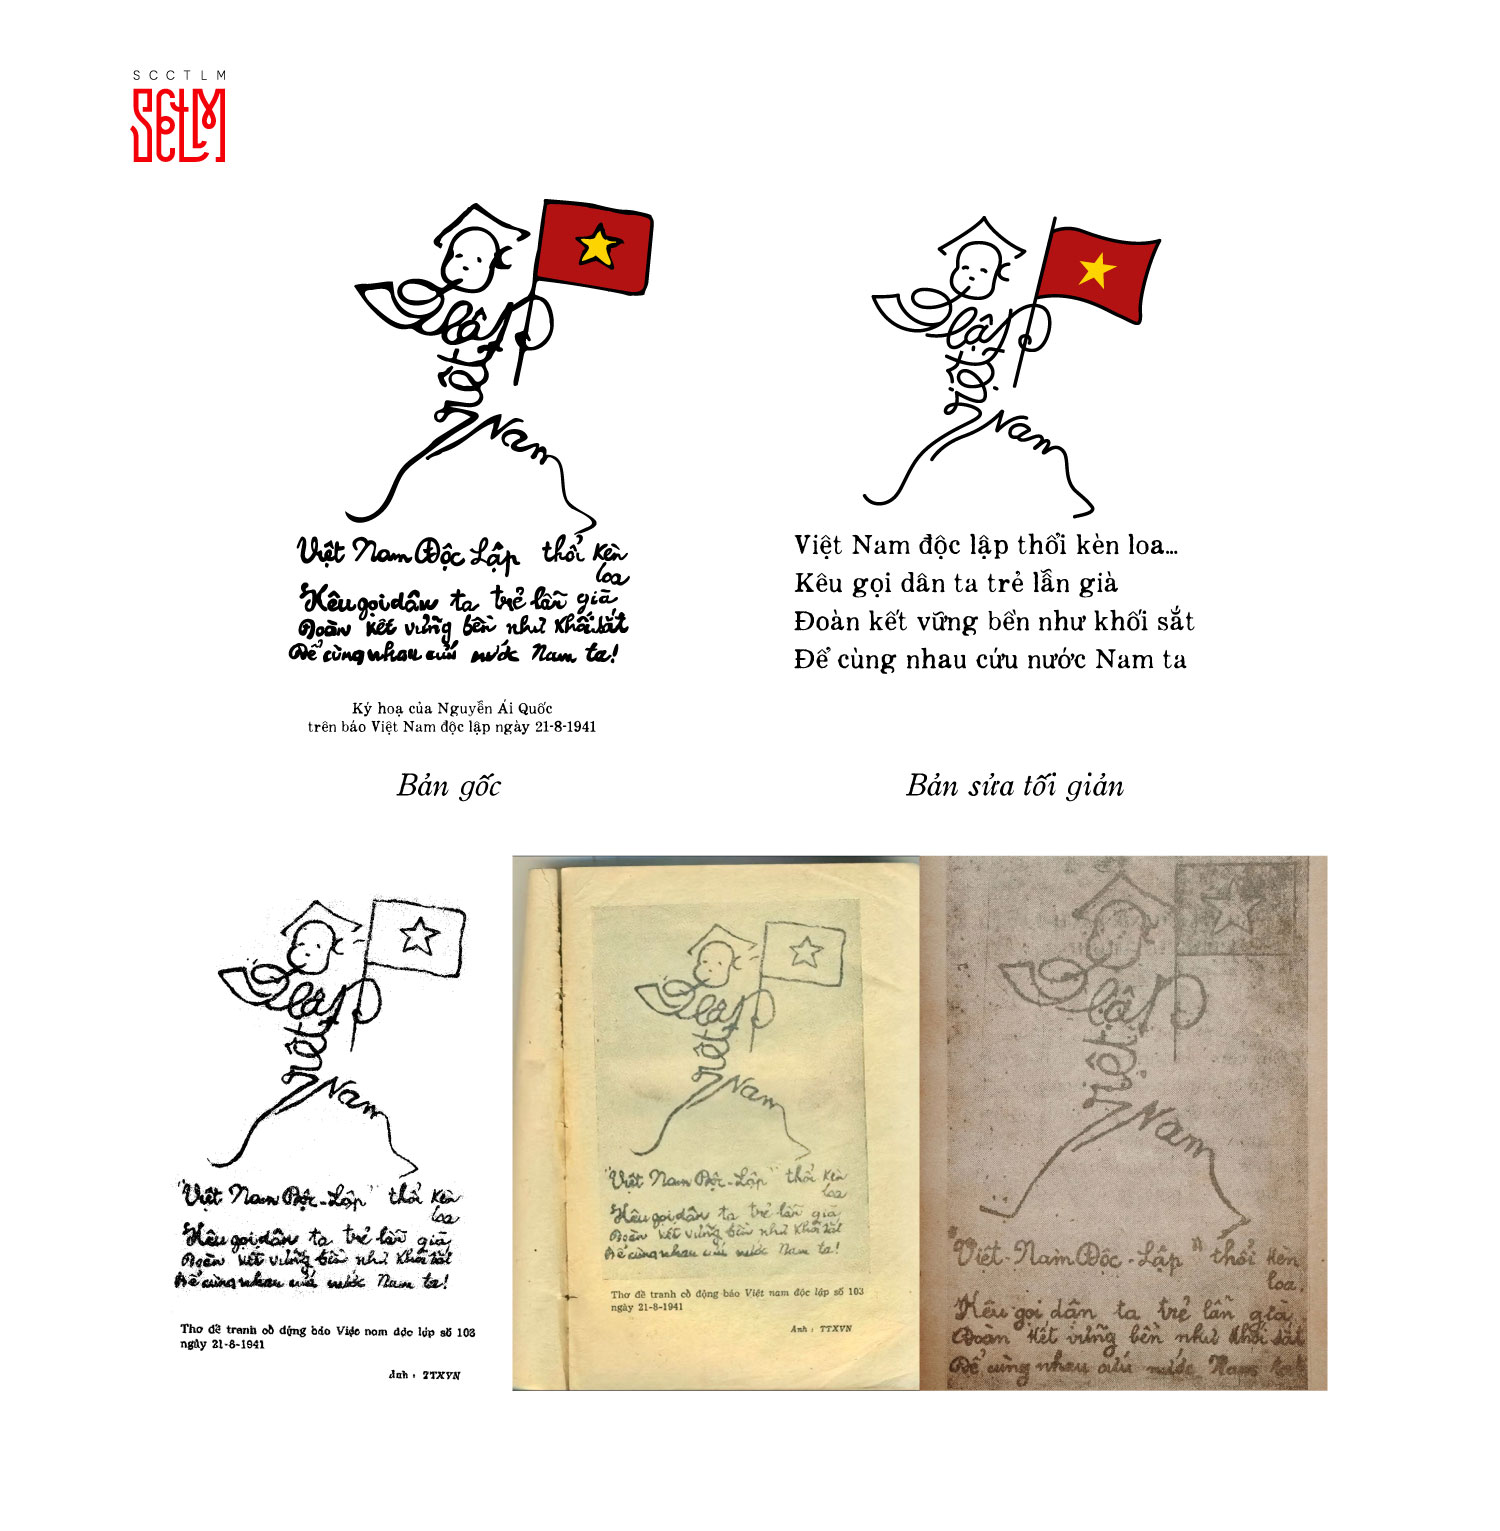 SCCTLM
SCCTLM
lập
Việt
Nam
Việt Nam Độc Lập thổi kèn
loa
Kêu gọi dân ta trẻ lẫn già
Đoàn kết vững bền như khối sắt
Để cùng nhau cứu nước Nam ta!
Ký hoạ của Nguyễn Ái Quốc
trên báo Việt Nam độc lập ngày 21-8-1941
Bản gốc
lập
Việt
Nam
Việt Nam độc lập thổi kèn loa...
Kêu gọi dân ta trẻ lẫn già
Đoàn kết vững bền như khối sắt
Để cùng nhau cứu nước Nam ta
Bản sửa tối giản
lập
Việt
Nam
"Việt Nam Độc-Lập" thổi kèn
loa
Kêu gọi dân ta trẻ lẫn già,
Đoàn kết vững bền như khối sắt
Để cùng nhau cứu nước Nam ta!
Thơ đề tranh cổ động báo Việc nom độc lập số 103
ngày 21-8-1941
Ảnh : TTXVN
lập
Việt
Nam
"Việt Nam Độc-Lập" thổi kèn
loa
Kêu gọi dân ta trẻ lẫn già,
Đoàn kết vững bền như khối sắt
Để cùng nhau cứu nước Nam ta!
Thơ đề tranh cổ động báo Việt nam độc lập số 103
ngày 21-8-1941
Ảnh : TTXVN
lập
Việt
Nam
"Việt-Nam Độc-Lập" thổi kèn
loa.
Kêu gọi dân ta trẻ lẫn già,
Đoàn kết vững bền như khối sắt
Để cùng nhau cứu nước Nam ta